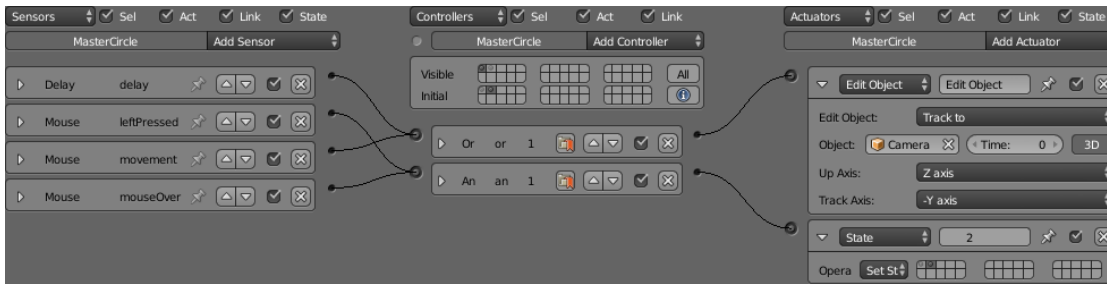 Sensors Sel Act Link State
MasterCircle Add Sensor
Delay delay
Mouse leftPressed
Mouse movement
Mouse mouseOver
Controllers Sel Act Link
MasterCircle Add Controller
Visible All
Initial
Or or 1
An an 1
Actuators Sel Act Link State
MasterCircle Add Actuator
Edit Object Edit Object
Edit Object: Track to
Object: Camera Time: 0 3D
Up Axis: Z axis
Track Axis: -Y axis
State 2
Opera Set St